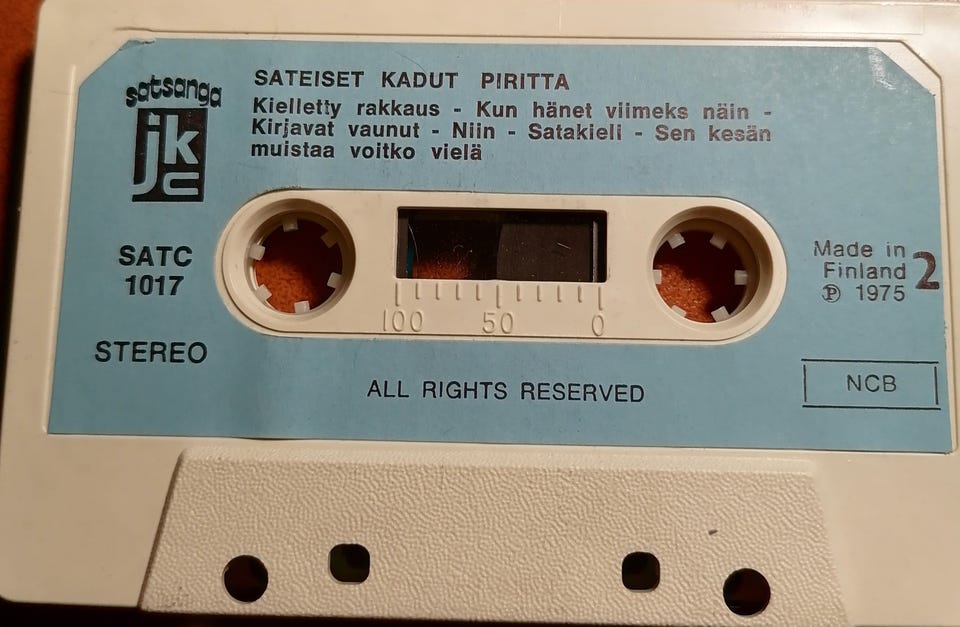 satsanga
jkc
SATEISET KADUT PIRITTA
Kielletty rakkaus - Kun hänet viimeks näin -
Kirjavat vaunut - Niin - Satakieli - Sen kesän
muistaa voitko vielä
SATC
1017
STEREO
100 50 0
Made in
Finland
℗ 1975
2
ALL RIGHTS RESERVED
NCB